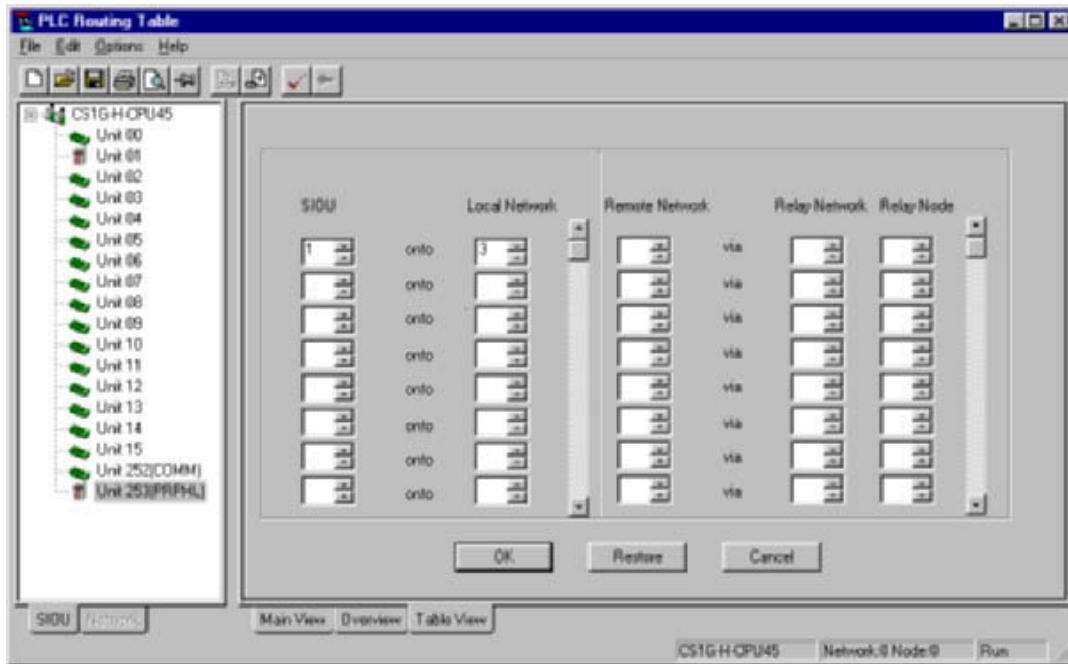 PLC Routing Table
File Edit Options Help
CS1G-H-CPU45
Unit 00
Unit 01
Unit 02
Unit 03
Unit 04
Unit 05
Unit 06
Unit 07
Unit 08
Unit 09
Unit 10
Unit 11
Unit 12
Unit 13
Unit 14
Unit 15
Unit 252(COMM)
Unit 253(PRPHL)
SIOU Network
SIOU Local Network Remote Network Relay Network Relay Node
1 onto 3 via
onto via
onto via
onto via
onto via
onto via
onto via
onto via
OK Restore Cancel
Main View Overview Table View
CS1G-H-CPU45 Network:0 Node:0 Run